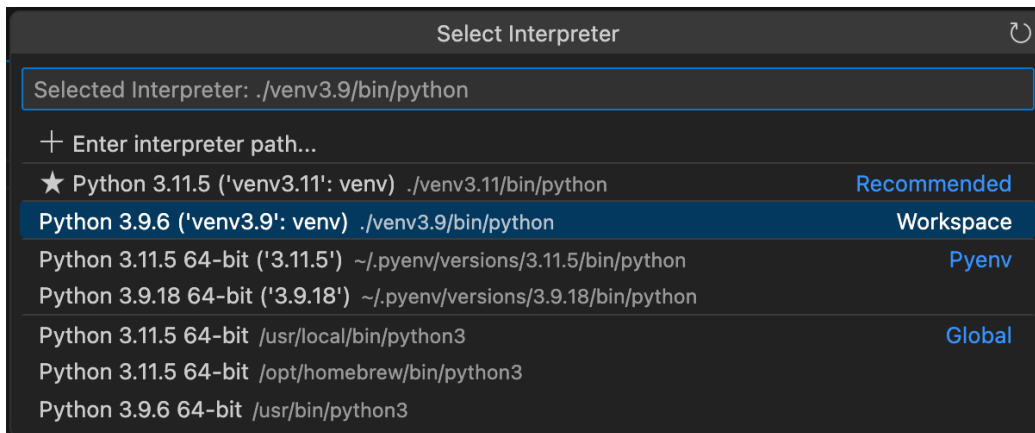 Select Interpreter
Selected Interpreter: ./venv3.9/bin/python
Enter interpreter path...
Python 3.11.5 ('venv3.11': venv) ./venv3.11/bin/python Recommended
Python 3.9.6 ('venv3.9': venv) ./venv3.9/bin/python Workspace
Python 3.11.5 64-bit ('3.11.5') ~/.pyenv/versions/3.11.5/bin/python Pyenv
Python 3.9.18 64-bit ('3.9.18') ~/.pyenv/versions/3.9.18/bin/python
Python 3.11.5 64-bit /usr/local/bin/python3 Global
Python 3.11.5 64-bit /opt/homebrew/bin/python3
Python 3.9.6 64-bit /usr/bin/python3